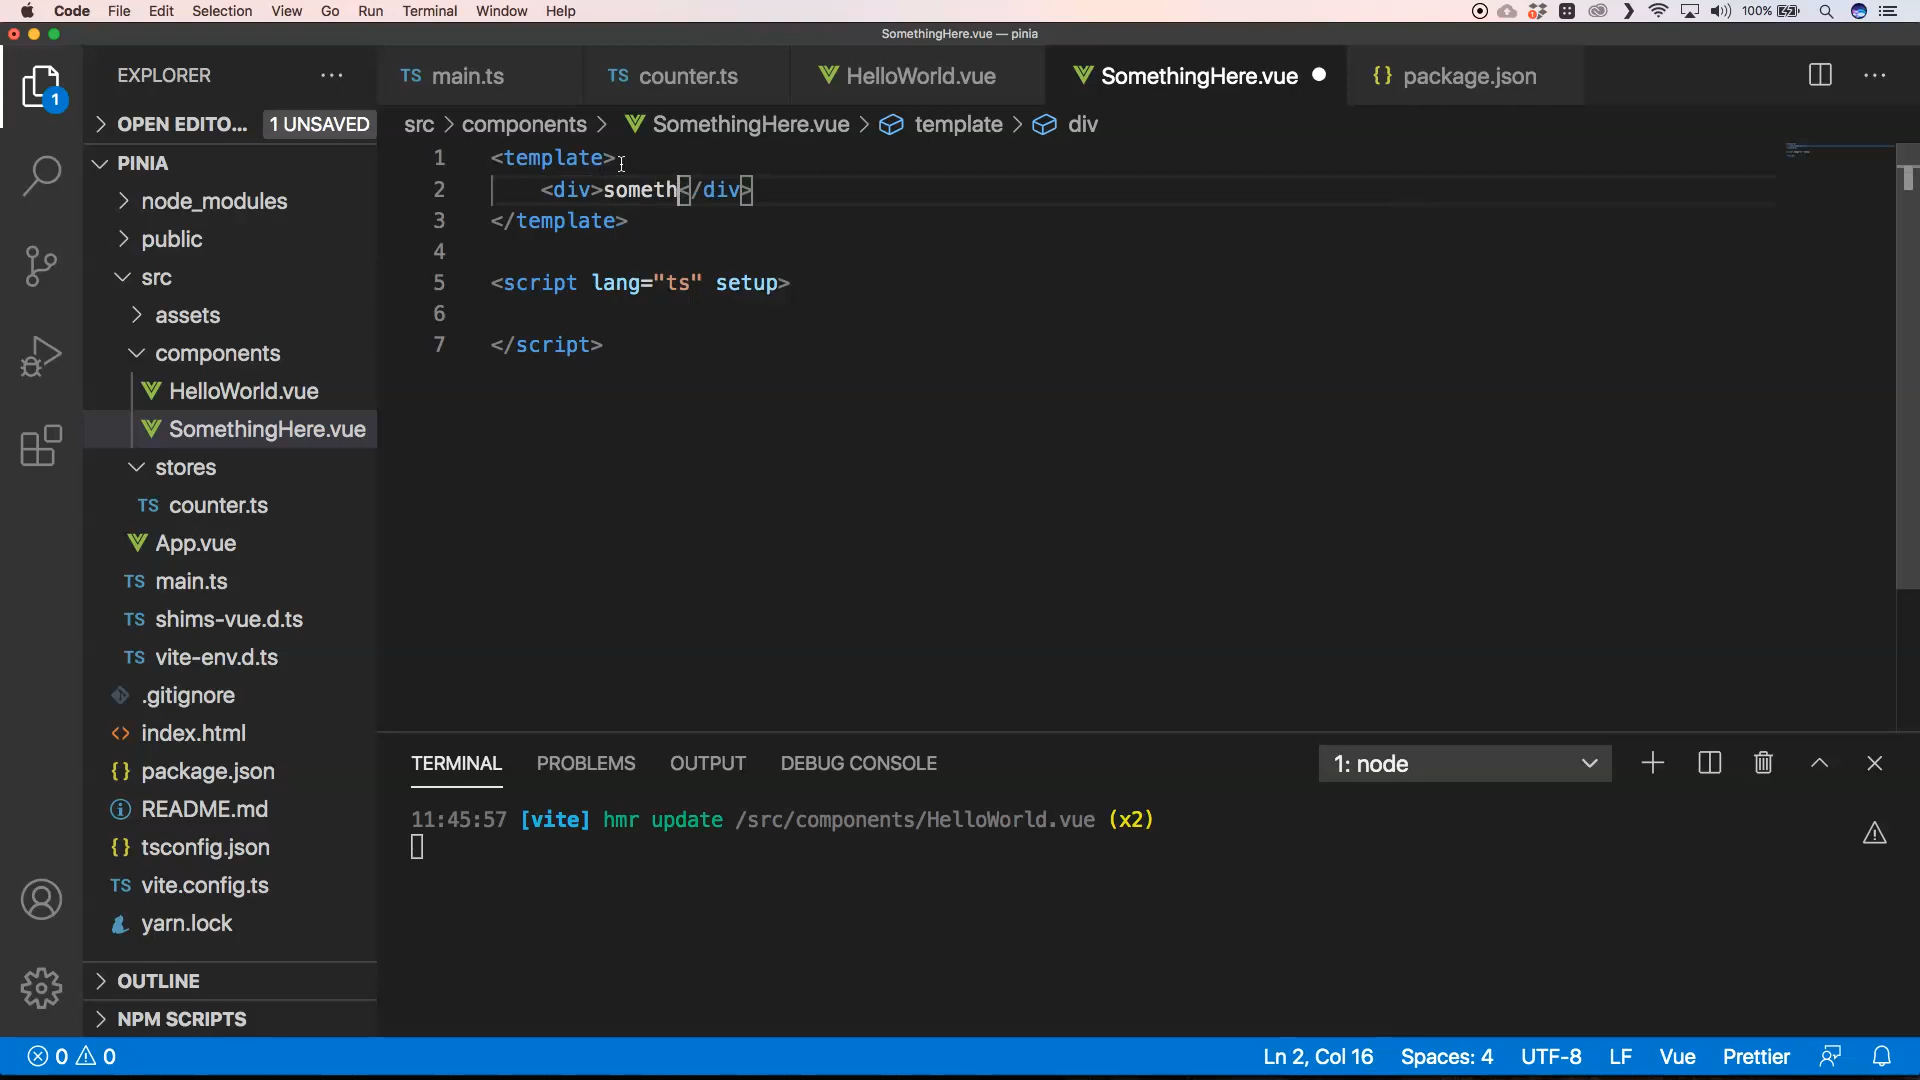 Code File Edit Selection View Go Run Terminal Window Help 100%
SomethingHere.vue — pinia
EXPLORER
TS main.ts
TS counter.ts
HelloWorld.vue
SomethingHere.vue
{} package.json
OPEN EDITO... 1 UNSAVED
src > components > SomethingHere.vue > template > div
1 <template>
2 <div>someth</div>
3 </template>
4
5 <script lang="ts" setup>
6
7 </script>
1
PINIA
node_modules
public
src
assets
components
HelloWorld.vue
SomethingHere.vue
stores
TS counter.ts
App.vue
TS main.ts
TS shims-vue.d.ts
TS vite-env.d.ts
.gitignore
<> index.html
{} package.json
README.md
{} tsconfig.json
TS vite.config.ts
yarn.lock
OUTLINE
NPM SCRIPTS
TERMINAL PROBLEMS OUTPUT DEBUG CONSOLE
1: node
11:45:57 [vite] hmr update /src/components/HelloWorld.vue (x2)
0 0
Ln 2, Col 16 Spaces: 4 UTF-8 LF Vue Prettier